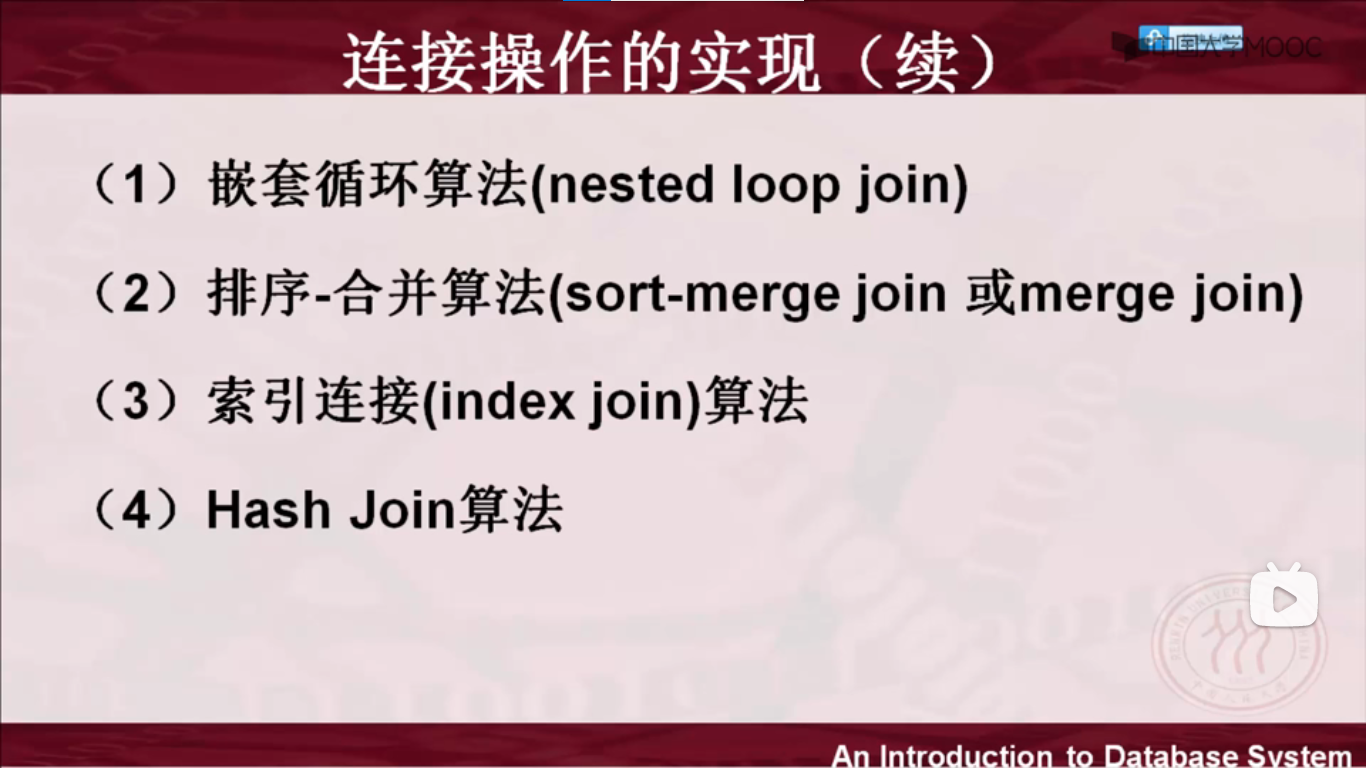 连接操作的实现（续）
中国大学MOOC
（1）嵌套循环算法(nested loop join)
（2）排序-合并算法(sort-merge join 或merge join)
（3）索引连接(index join)算法
（4）Hash Join算法
An Introduction to Database System